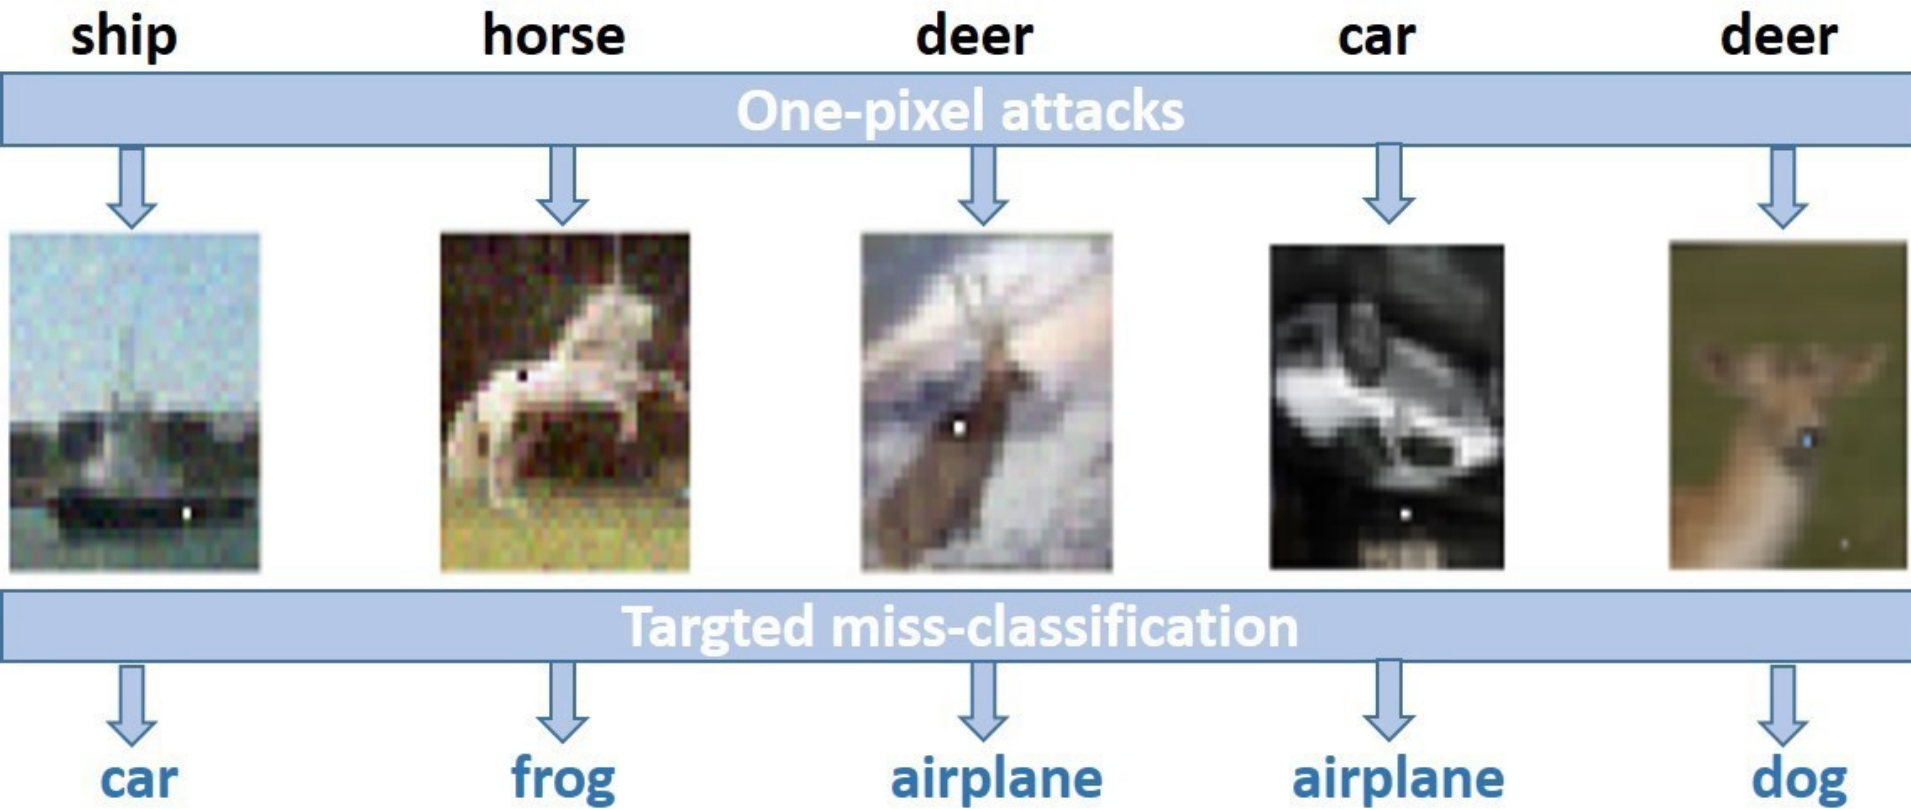 ship horse deer car deer
One-pixel attacks
Targted miss-classification
car frog airplane airplane dog